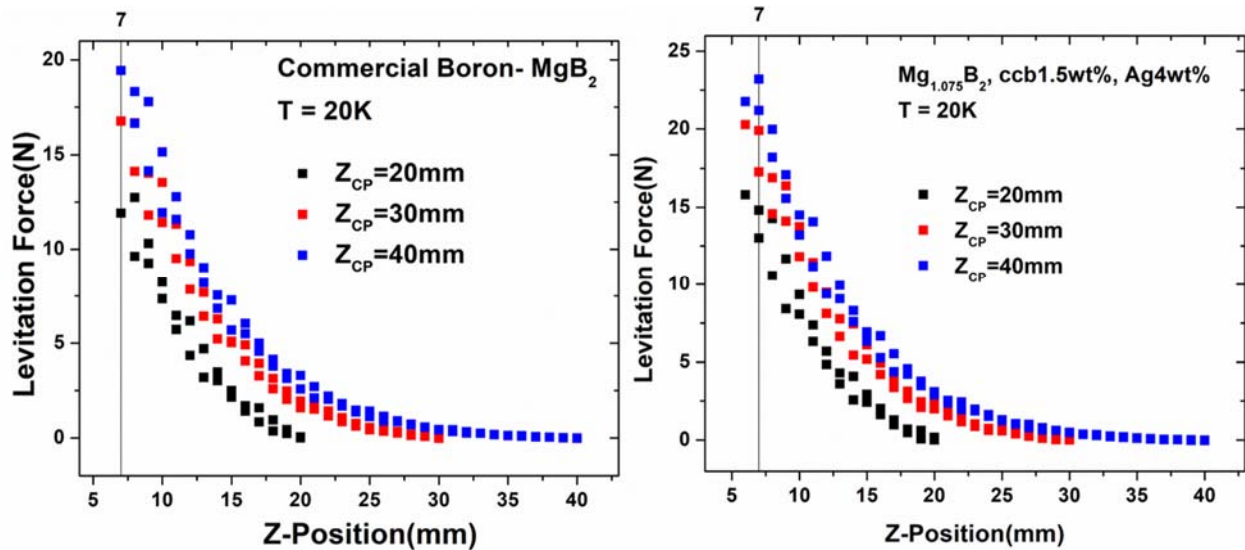 7
Commercial Boron- MgB2
T = 20K
ZCP=20mm
ZCP=30mm
ZCP=40mm
Levitation Force(N)
20
15
10
5
0
5 10 15 20 25 30 35 40
Z-Position(mm)
7
Mg1.075B2, ccb1.5wt%, Ag4wt%
T = 20K
ZCP=20mm
ZCP=30mm
ZCP=40mm
Levitation Force(N)
25
20
15
10
5
0
5 10 15 20 25 30 35 40
Z-Position(mm)